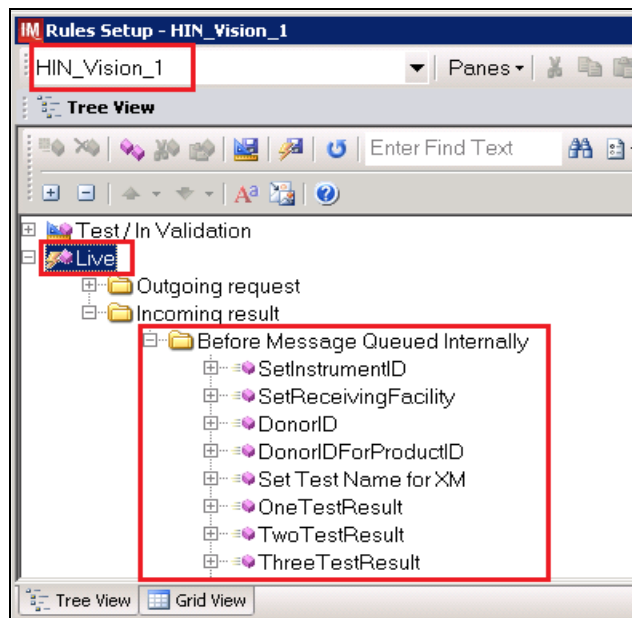 IM Rules Setup - HIN_Vision_1
HIN_Vision_1 Panes
Tree View
Enter Find Text
Aa
Test / In Validation
Live
Outgoing request
Incoming result
Before Message Queued Internally
SetInstrumentID
SetReceivingFacility
DonorID
DonorIDForProductID
Set Test Name for XM
OneTestResult
TwoTestResult
ThreeTestResult
Tree View Grid View